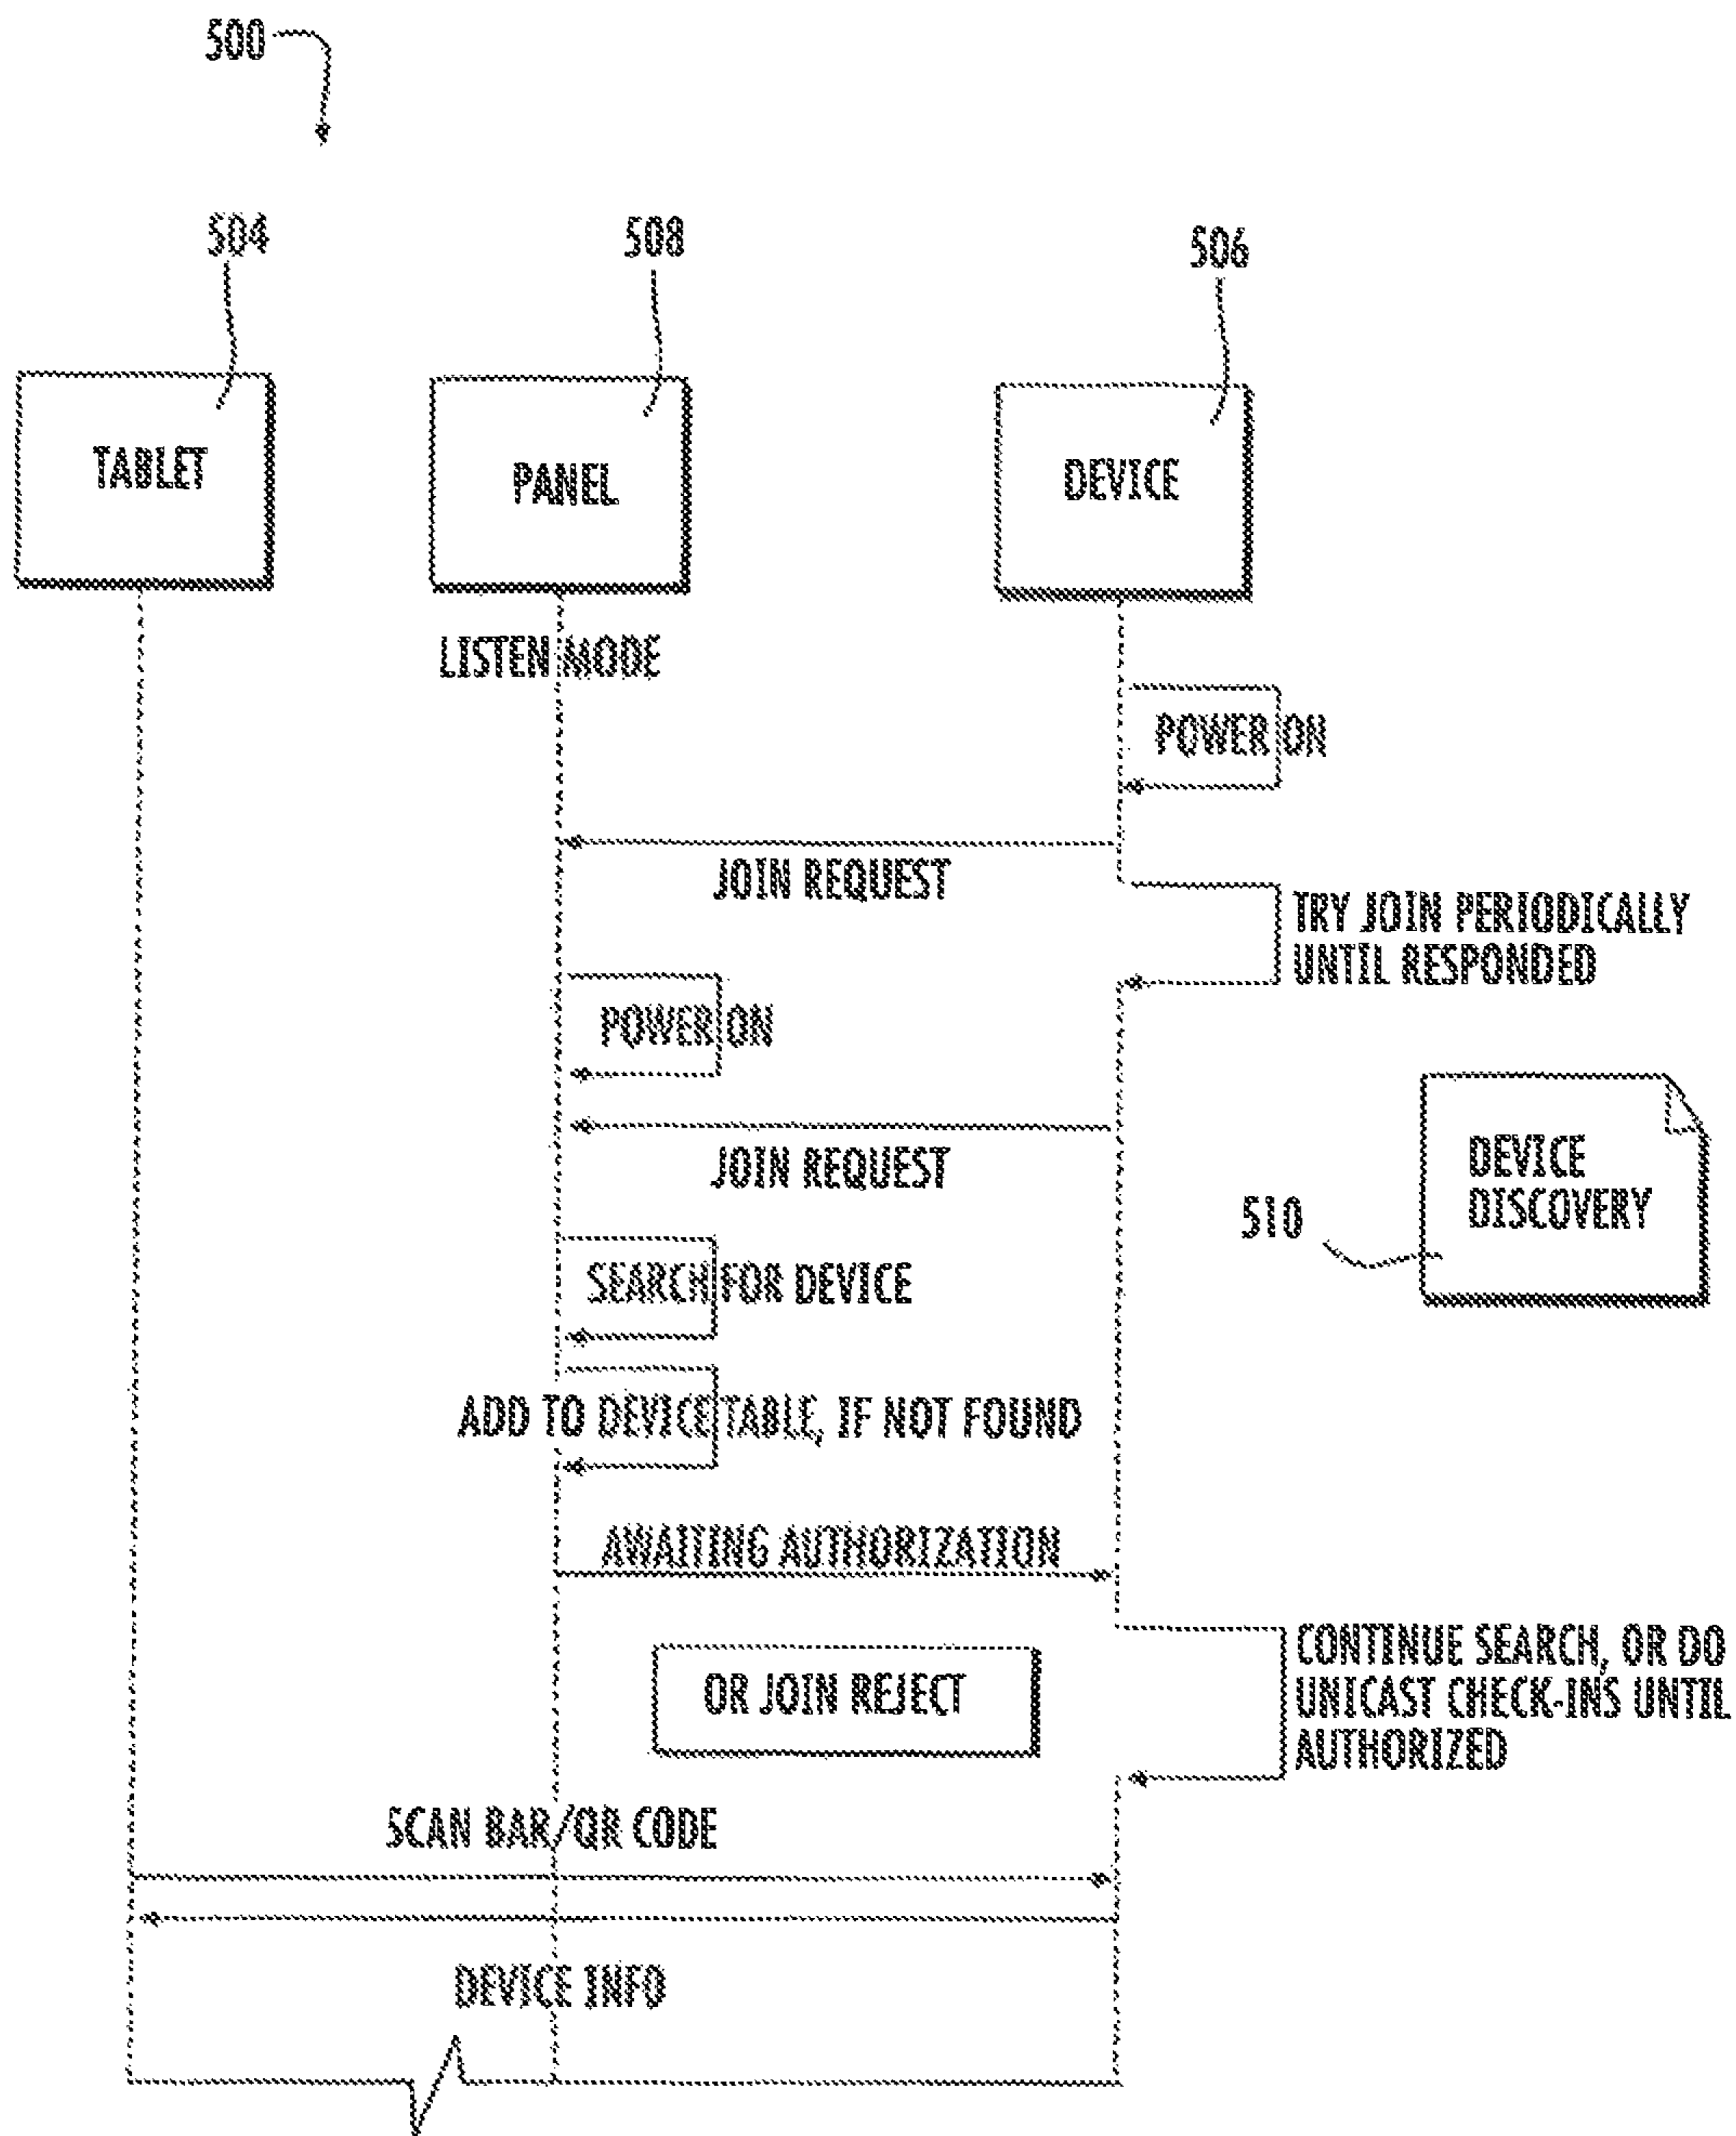 500
504
508
506
TABLET
PANEL
DEVICE
LISTEN MODE
POWER ON
JOIN REQUEST
TRY JOIN PERIODICALLY
UNTIL RESPONDED
POWER ON
JOIN REQUEST
DEVICE
DISCOVERY
510
SEARCH FOR DEVICE
ADD TO DEVICE TABLE, IF NOT FOUND
AWAITING AUTHORIZATION
OR JOIN REJECT
CONTINUE SEARCH, OR DO
UNICAST CHECK-INS UNTIL
AUTHORIZED
SCAN BAR/QR CODE
DEVICE INFO